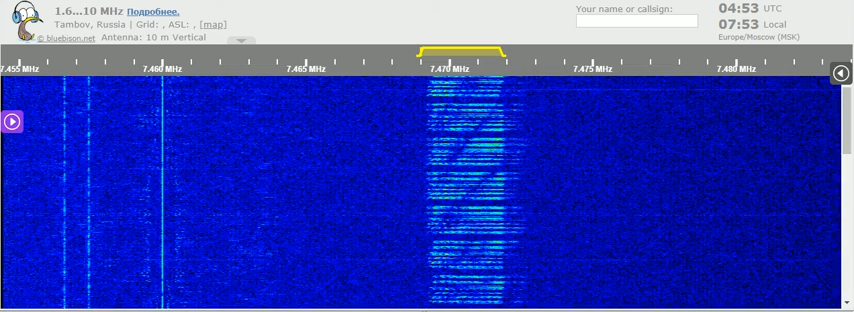 1.6...10 MHz Подробнее.
Tambov, Russia | Grid: , ASL: , [map]
© bluebison.net Antenna: 10 m Vertical
Your name or callsign:
04:53 UTC
07:53 Local
Europe/Moscow (MSK)
7.455 MHz 7.460 MHz 7.465 MHz 7.470 MHz 7.475 MHz 7.480 MHz